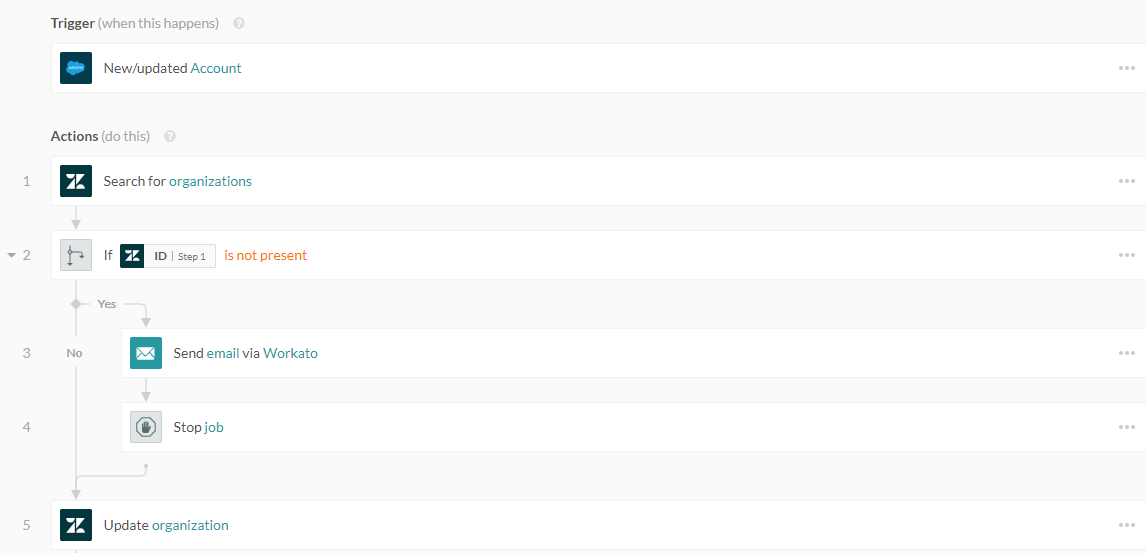 Trigger (when this happens) ?
New/updated Account
Actions (do this) ?
1 Search for organizations
2 If ID | Step 1 is not present
Yes
3 No Send email via Workato
4 Stop job
5 Update organization